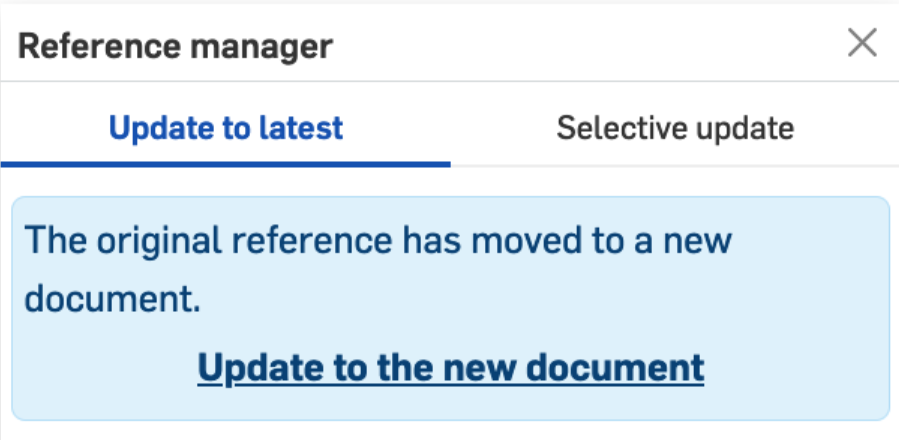 Reference manager
Update to latest
Selective update
The original reference has moved to a new
document.
Update to the new document